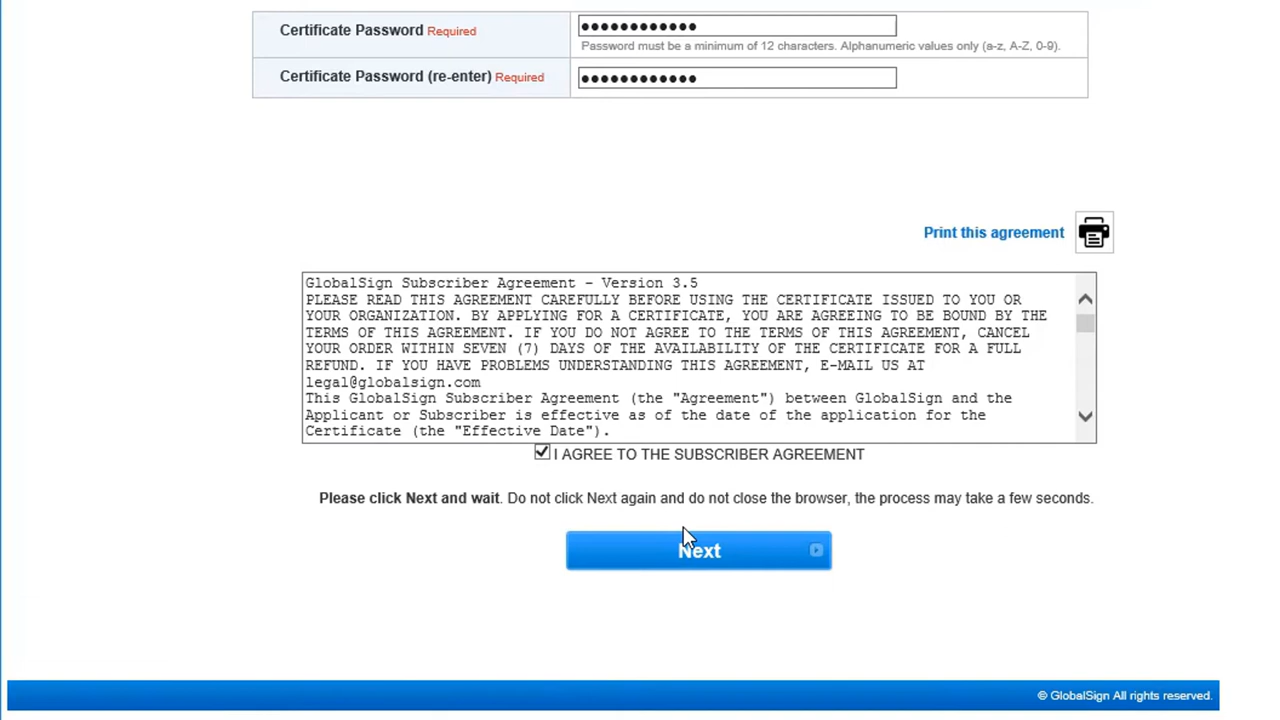 Certificate Password Required
●●●●●●●●●●●●
Password must be a minimum of 12 characters. Alphanumeric values only (a-z, A-Z, 0-9).
Certificate Password (re-enter) Required
●●●●●●●●●●●●
Print this agreement
GlobalSign Subscriber Agreement - Version 3.5
PLEASE READ THIS AGREEMENT CAREFULLY BEFORE USING THE CERTIFICATE ISSUED TO YOU OR
YOUR ORGANIZATION. BY APPLYING FOR A CERTIFICATE, YOU ARE AGREEING TO BE BOUND BY THE
TERMS OF THIS AGREEMENT. IF YOU DO NOT AGREE TO THE TERMS OF THIS AGREEMENT, CANCEL
YOUR ORDER WITHIN SEVEN (7) DAYS OF THE AVAILABILITY OF THE CERTIFICATE FOR A FULL
REFUND. IF YOU HAVE PROBLEMS UNDERSTANDING THIS AGREEMENT, E-MAIL US AT
legal@globalsign.com
This GlobalSign Subscriber Agreement (the "Agreement") between GlobalSign and the
Applicant or Subscriber is effective as of the date of the application for the
Certificate (the "Effective Date").
I AGREE TO THE SUBSCRIBER AGREEMENT
Please click Next and wait. Do not click Next again and do not close the browser, the process may take a few seconds.
Next
© GlobalSign All rights reserved.